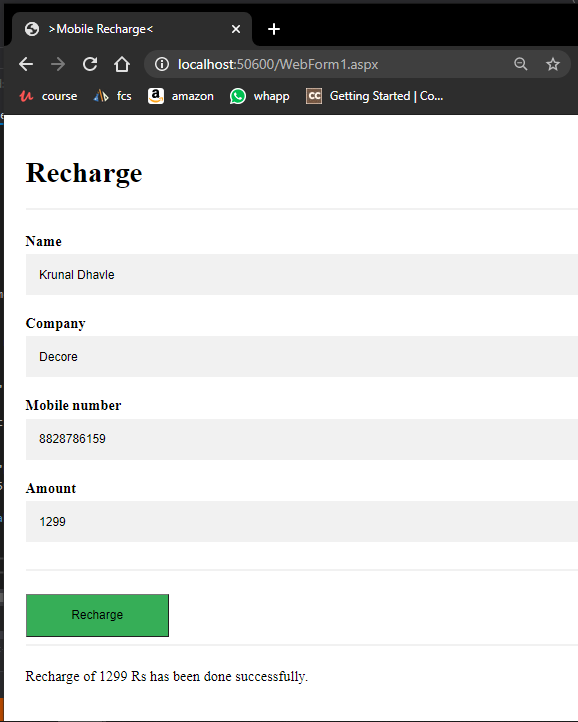 >Mobile Recharge<
localhost:50600/WebForm1.aspx
course fcs amazon whapp Getting Started | Co...
Recharge
Name
Krunal Dhavle
Company
Decore
Mobile number
8828786159
Amount
1299
Recharge
Recharge of 1299 Rs has been done successfully.